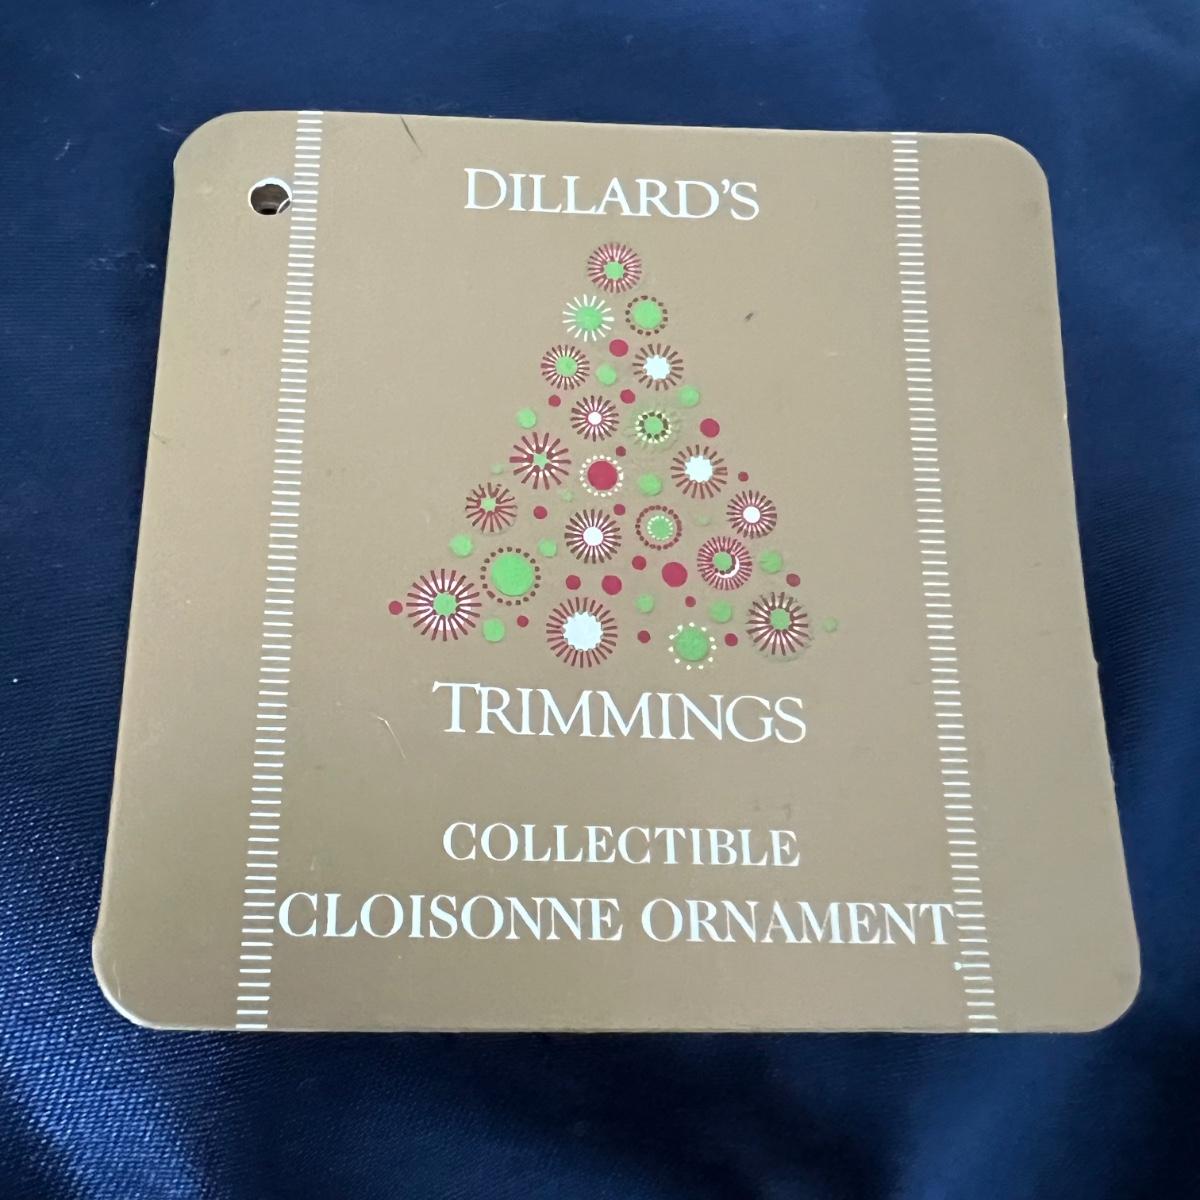 DILLARD'S
TRIMMINGS
COLLECTIBLE
CLOISONNE ORNAMENT